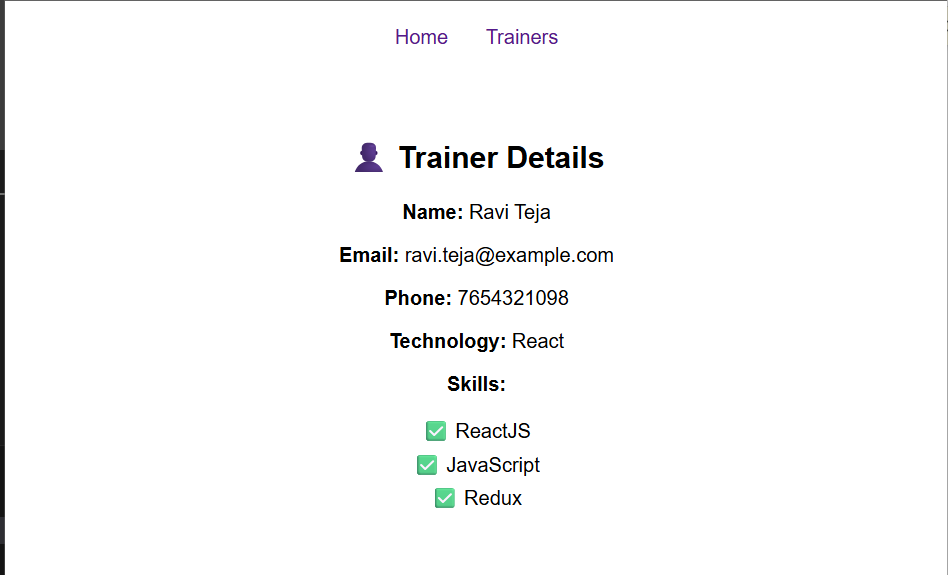 Home Trainers
Trainer Details
Name: Ravi Teja
Email: ravi.teja@example.com
Phone: 7654321098
Technology: React
Skills:
ReactJS
JavaScript
Redux